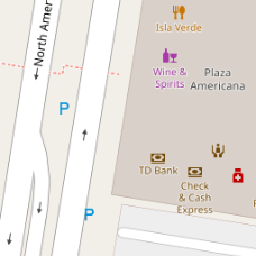 North Amer
Isla Verde
Wine &
Spirits
Plaza
Americana
P
TD Bank
Check
& Cash
Express
P